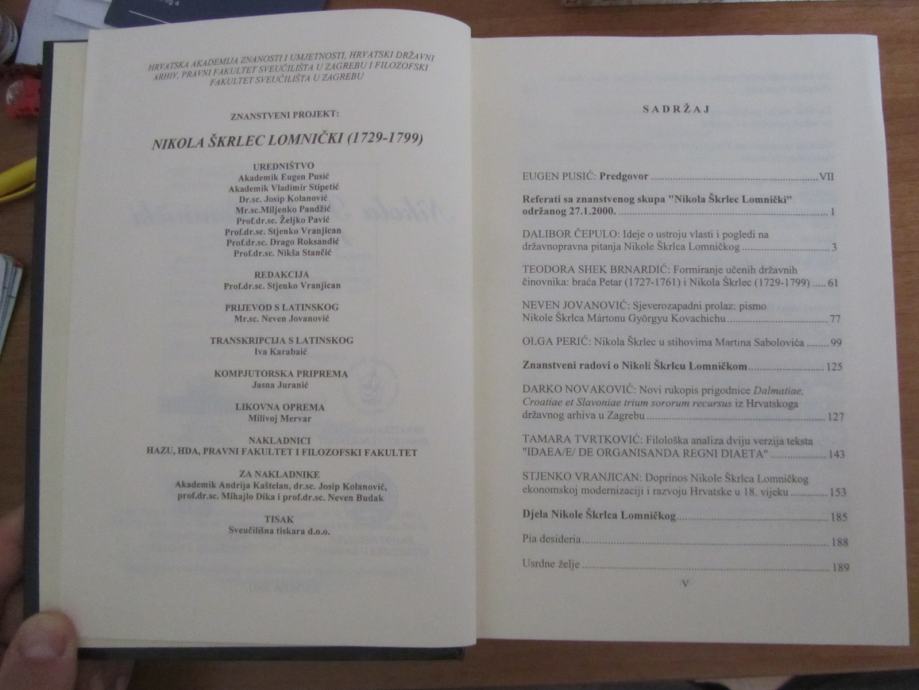 HRVATSKA AKADEMIJA ZNANOSTI I UMJETNOSTI, HRVATSKI DRŽAVNI
ARHIV, PRAVNI FAKULTET SVEUČILIŠTA U ZAGREBU I FILOZOFSKI
FAKULTET SVEUČILIŠTA U ZAGREBU
ZNANSTVENI PROJEKT:
NIKOLA ŠKRLEC LOMNIČKI (1729-1799)
UREDNIŠTVO
Akademik Eugen Pusić
Akademik Vladimir Stipetić
Dr.sc. Josip Kolanović
Mr.sc.Miljenko Pandžić
Prof.dr.sc. Željko Pavić
Prof.dr.sc. Stjenko Vranjican
Prof.dr.sc. Drago Roksandić
Prof.dr.sc. Nikša Stančić
REDAKCIJA
Prof.dr.sc. Stjenko Vranjican
PRIJEVOD S LATINSKOG
Mr.sc. Neven Jovanović
TRANSKRIPCIJA S LATINSKOG
Iva Karabaić
KOMPJUTORSKA PRIPREMA
Jasna Juranić
LIKOVNA OPREMA
Milivoj Mervar
NAKLADNICI
HAZU, HDA, PRAVNI FAKULTET I FILOZOFSKI FAKULTET
ZA NAKLADNIKE
Akademik Andrija Kaštelan, dr.sc. Josip Kolanović,
prof.dr.sc. Mihajlo Dika i prof.dr.sc. Neven Budak
TISAK
Sveučilišna tiskara d.o.o.
SADRŽAJ
EUGEN PUSIĆ: Predgovor ... VII
Referati sa znanstvenog skupa "Nikola Škrlec Lomnički"
održanog 27.1.2000. ... 1
DALIBOR ČEPULO: Ideje o ustroju vlasti i pogledi na
državnopravna pitanja Nikole Škrlca Lomničkog ... 3
TEODORA SHEK BRNARDIĆ: Formiranje učenih državnih
činovnika: braća Petar (1727-1761) i Nikola Škrlec (1729-1799) ... 61
NEVEN JOVANOVIĆ: Sjeverozapadni prolaz: pismo
Nikole Škrlca Mártonu Györgyu Kovachichu ... 77
OLGA PERIĆ: Nikola Škrlec u stihovima Martina Sabolovića ... 99
Znanstveni radovi o Nikoli Škrlcu Lomničkom ... 125
DARKO NOVAKOVIĆ: Novi rukopis prigodnice Dalmatiae,
Croatiae et Slavoniae trium sororum recursus iz Hrvatskoga
državnog arhiva u Zagrebu ... 127
TAMARA TVRTKOVIĆ: Filološka analiza dviju verzija teksta
"IDAEA/E/ DE ORGANISANDA REGNI DIAETA" ... 143
STJENKO VRANJICAN: Doprinos Nikole Škrlca Lomničkog
ekonomskoj modernizaciji i razvoju Hrvatske u 18. vijeku ... 153
Djela Nikole Škrlca Lomničkog ... 185
Pia desideria ... 188
Usrdne želje ... 189
V